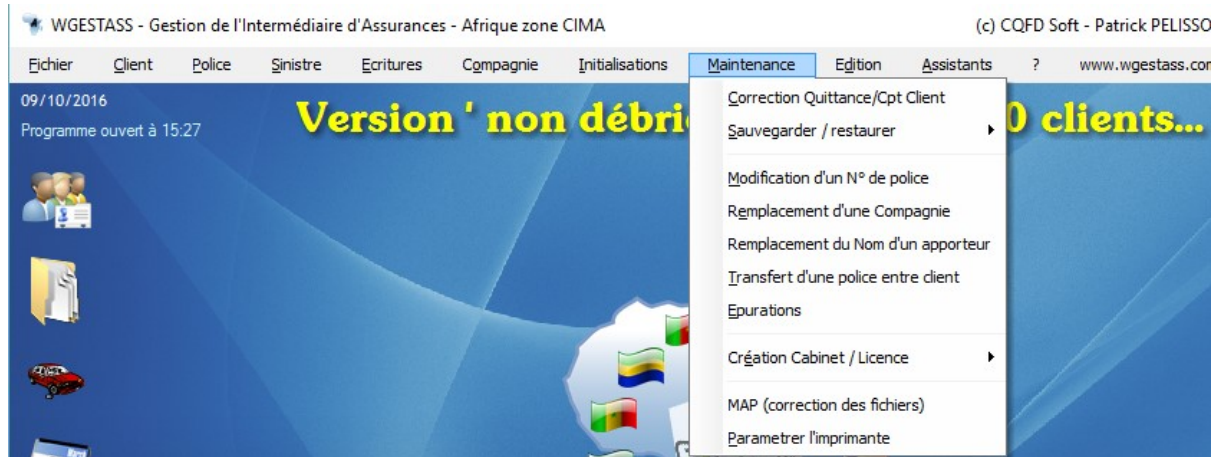 WGESTASS - Gestion de l'Intermédiaire d'Assurances - Afrique zone CIMA (c) CQFD Soft - Patrick PELISSO
Fichier Client Police Sinistre Ecritures Compagnie Initialisations Maintenance Edition Assistants ? www.wgestass.com
09/10/2016
Programme ouvert à 15:27
Version ' non débri 0 clients...
Correction Quittance/Cpt Client
Sauvegarder / restaurer
Modification d'un N° de police
Remplacement d'une Compagnie
Remplacement du Nom d'un apporteur
Transfert d'une police entre client
Epurations
Création Cabinet / Licence
MAP (correction des fichiers)
Parametrer l'imprimante